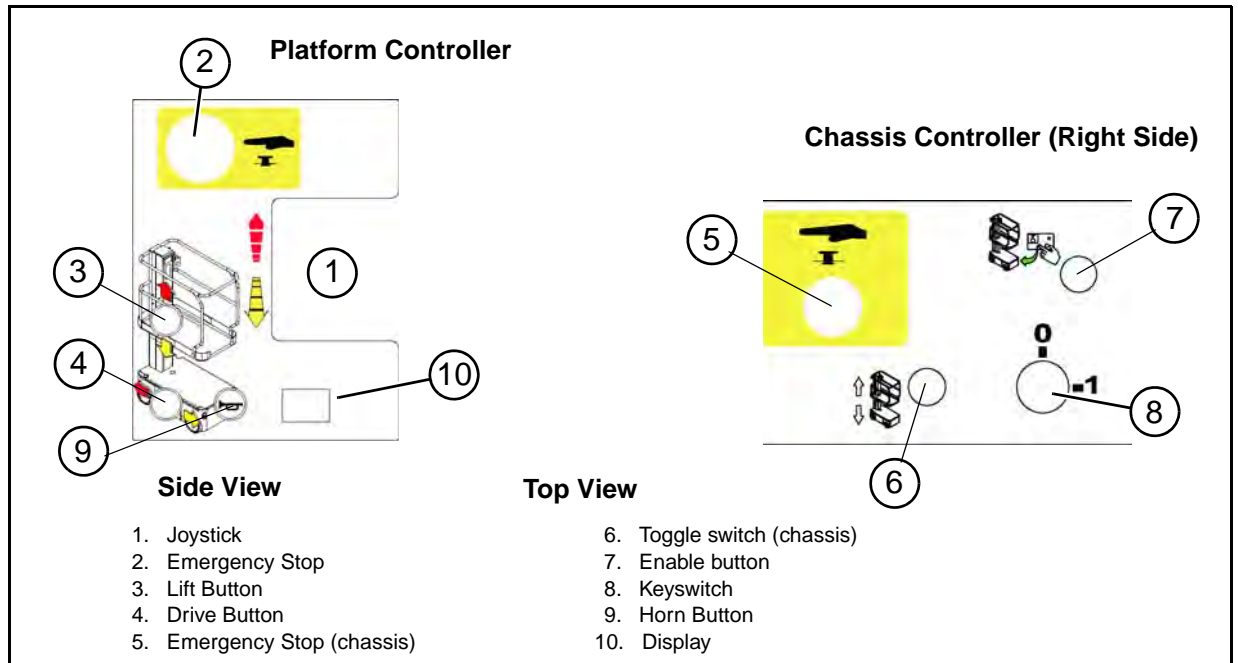 Platform Controller
2
3
1
4
10
9
Chassis Controller (Right Side)
5
7
0
-1
8
6
Side View
Top View
1. Joystick
2. Emergency Stop
3. Lift Button
4. Drive Button
5. Emergency Stop (chassis)
6. Toggle switch (chassis)
7. Enable button
8. Keyswitch
9. Horn Button
10. Display